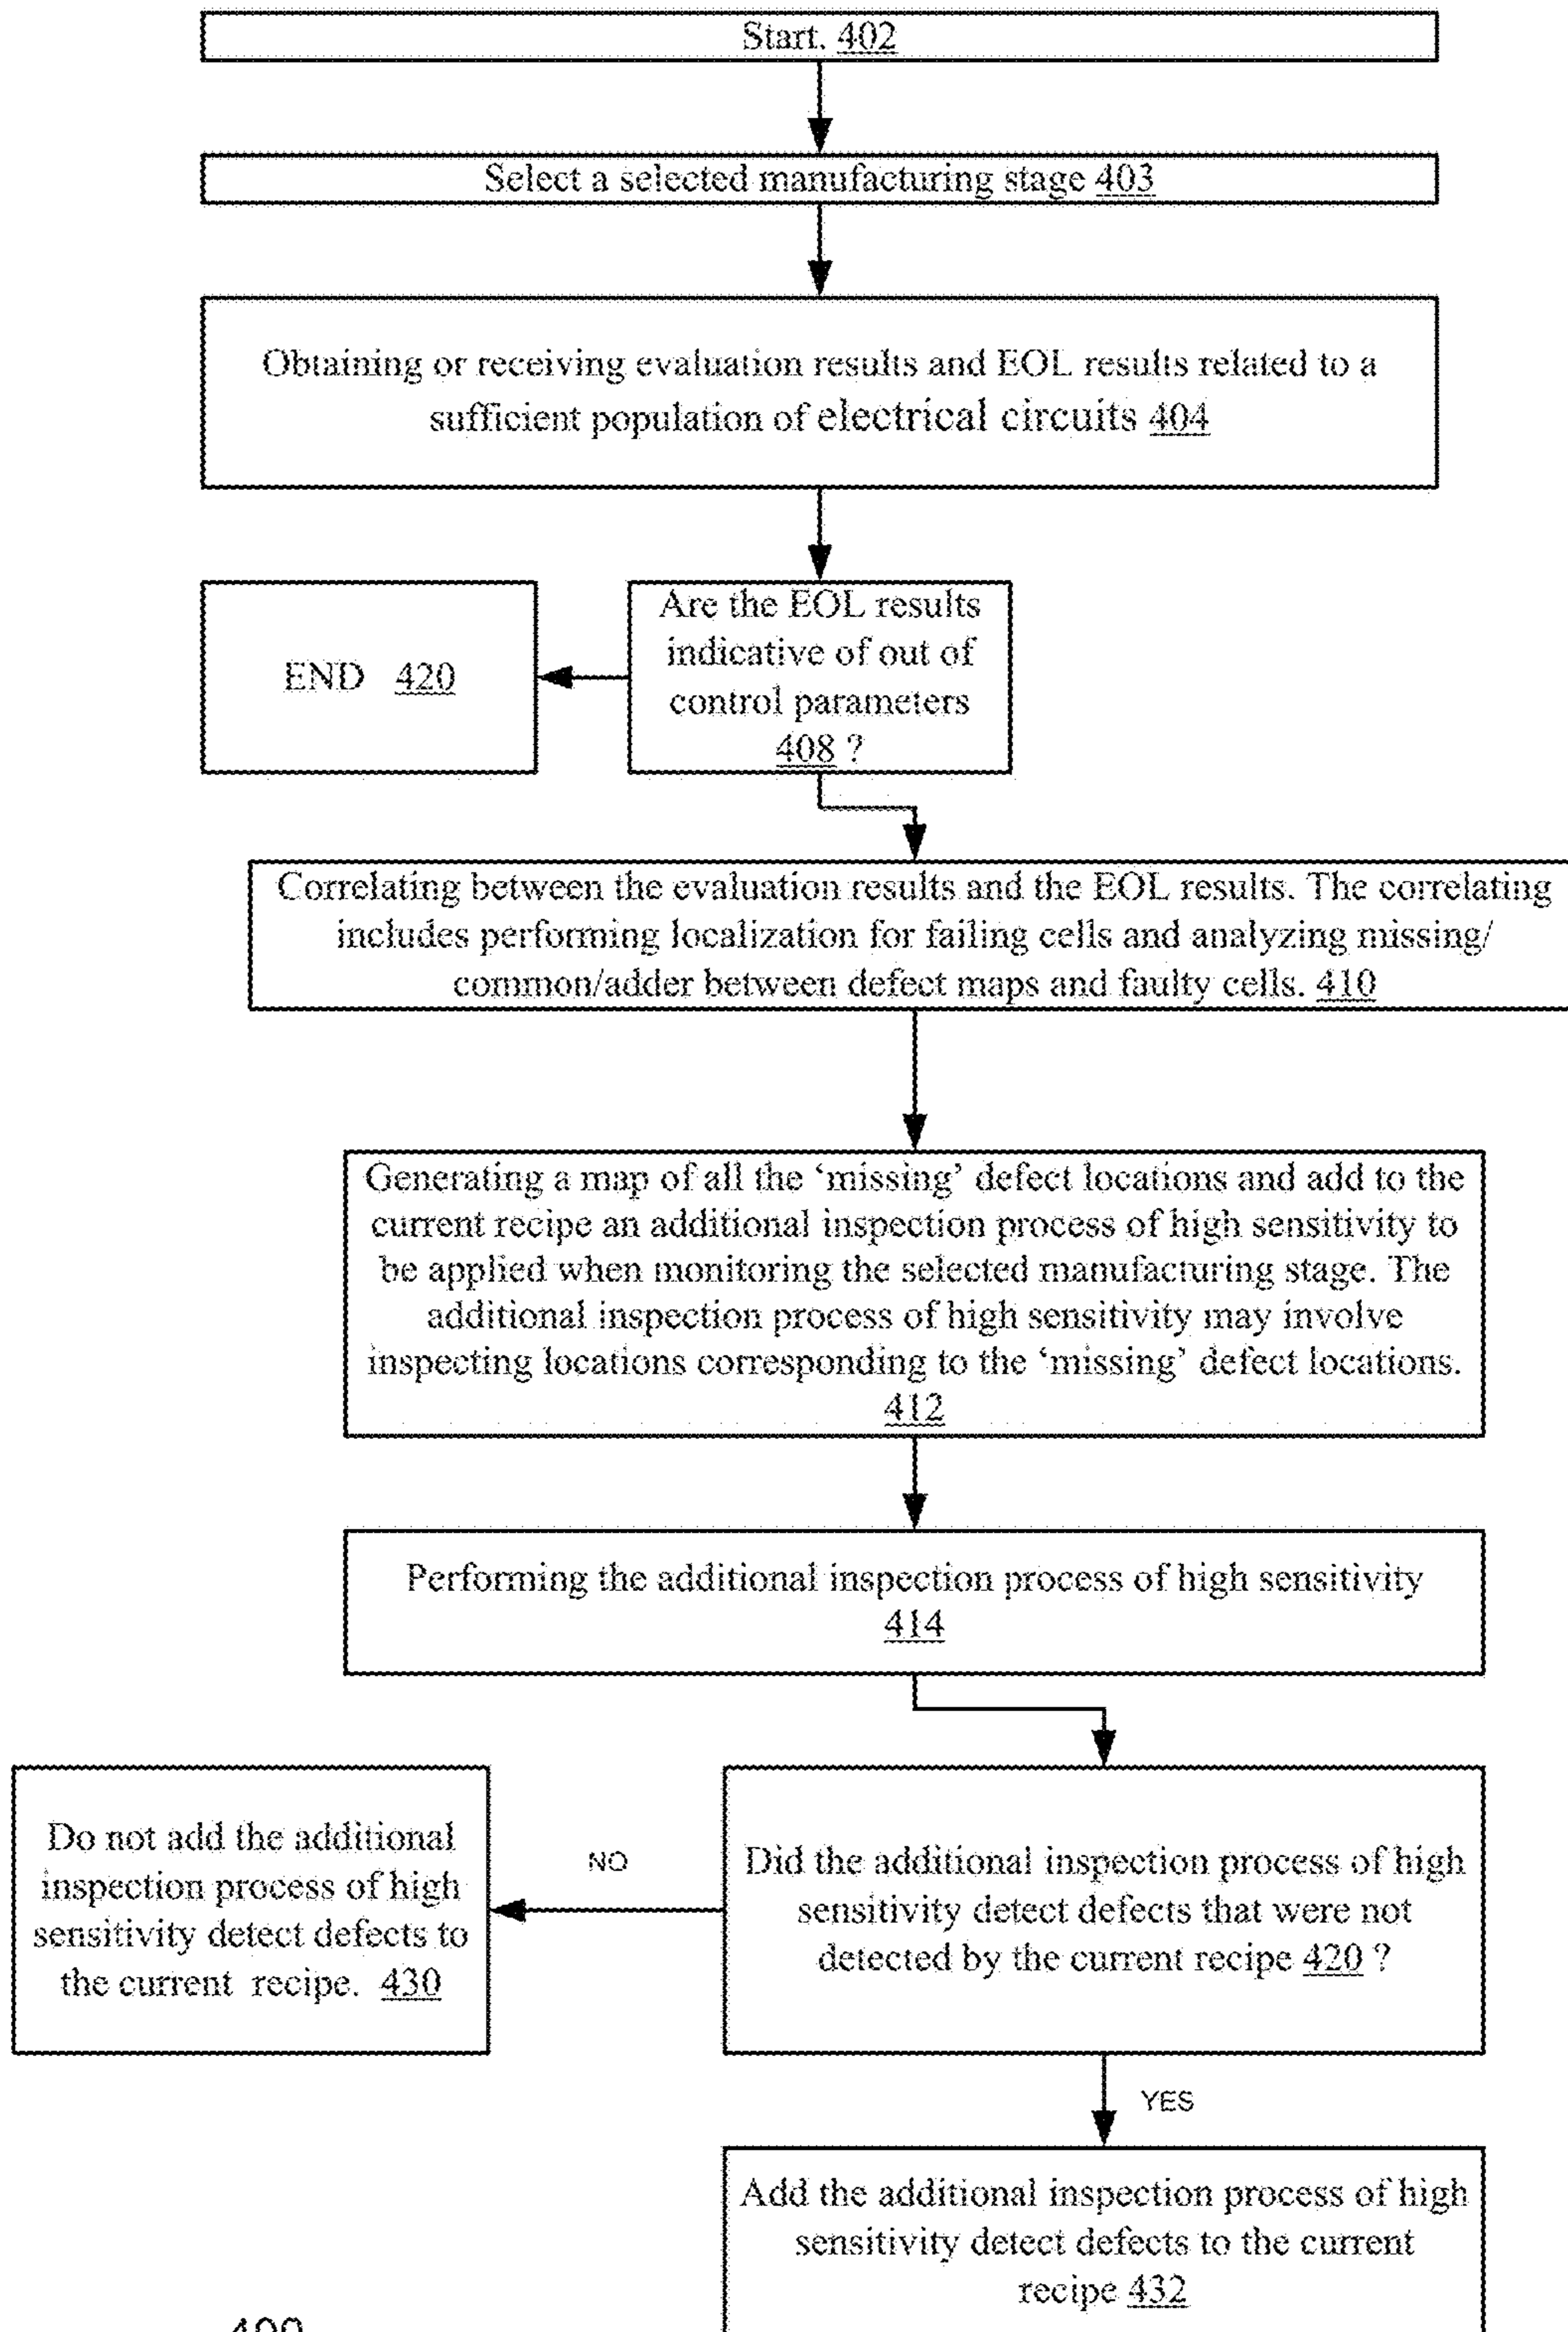 Start. 402
Select a selected manufacturing stage 403
Obtaining or receiving evaluation results and EOL results related to a
sufficient population of electrical circuits 404
END 420
Are the EOL results
indicative of out of
control parameters
408 ?
Correlating between the evaluation results and the EOL results. The correlating
includes performing localization for failing cells and analyzing missing/
common/adder between defect maps and faulty cells. 410
Generating a map of all the ‘missing’ defect locations and add to the
current recipe an additional inspection process of high sensitivity to
be applied when monitoring the selected manufacturing stage. The
additional inspection process of high sensitivity may involve
inspecting locations corresponding to the ‘missing’ defect locations.
412
Performing the additional inspection process of high sensitivity
414
Do not add the additional
inspection process of high
sensitivity detect defects to
the current recipe. 430
NO
Did the additional inspection process of high
sensitivity detect defects that were not
detected by the current recipe 420 ?
YES
Add the additional inspection process of high
sensitivity detect defects to the current
recipe 432